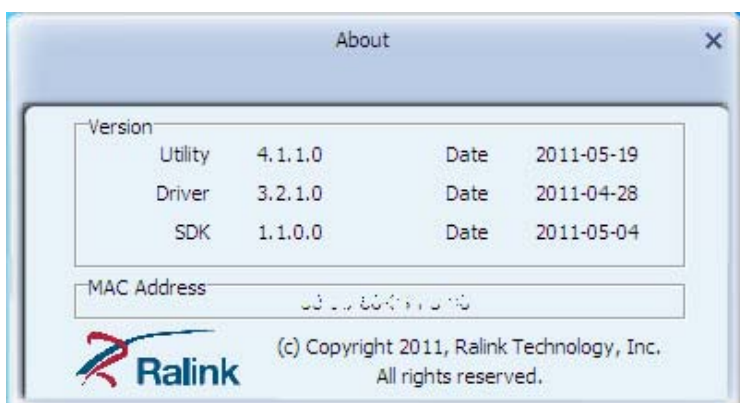 About
Version
Utility 4.1.1.0 Date 2011-05-19
Driver 3.2.1.0 Date 2011-04-28
SDK 1.1.0.0 Date 2011-05-04
MAC Address
Ralink
(c) Copyright 2011, Ralink Technology, Inc.
All rights reserved.